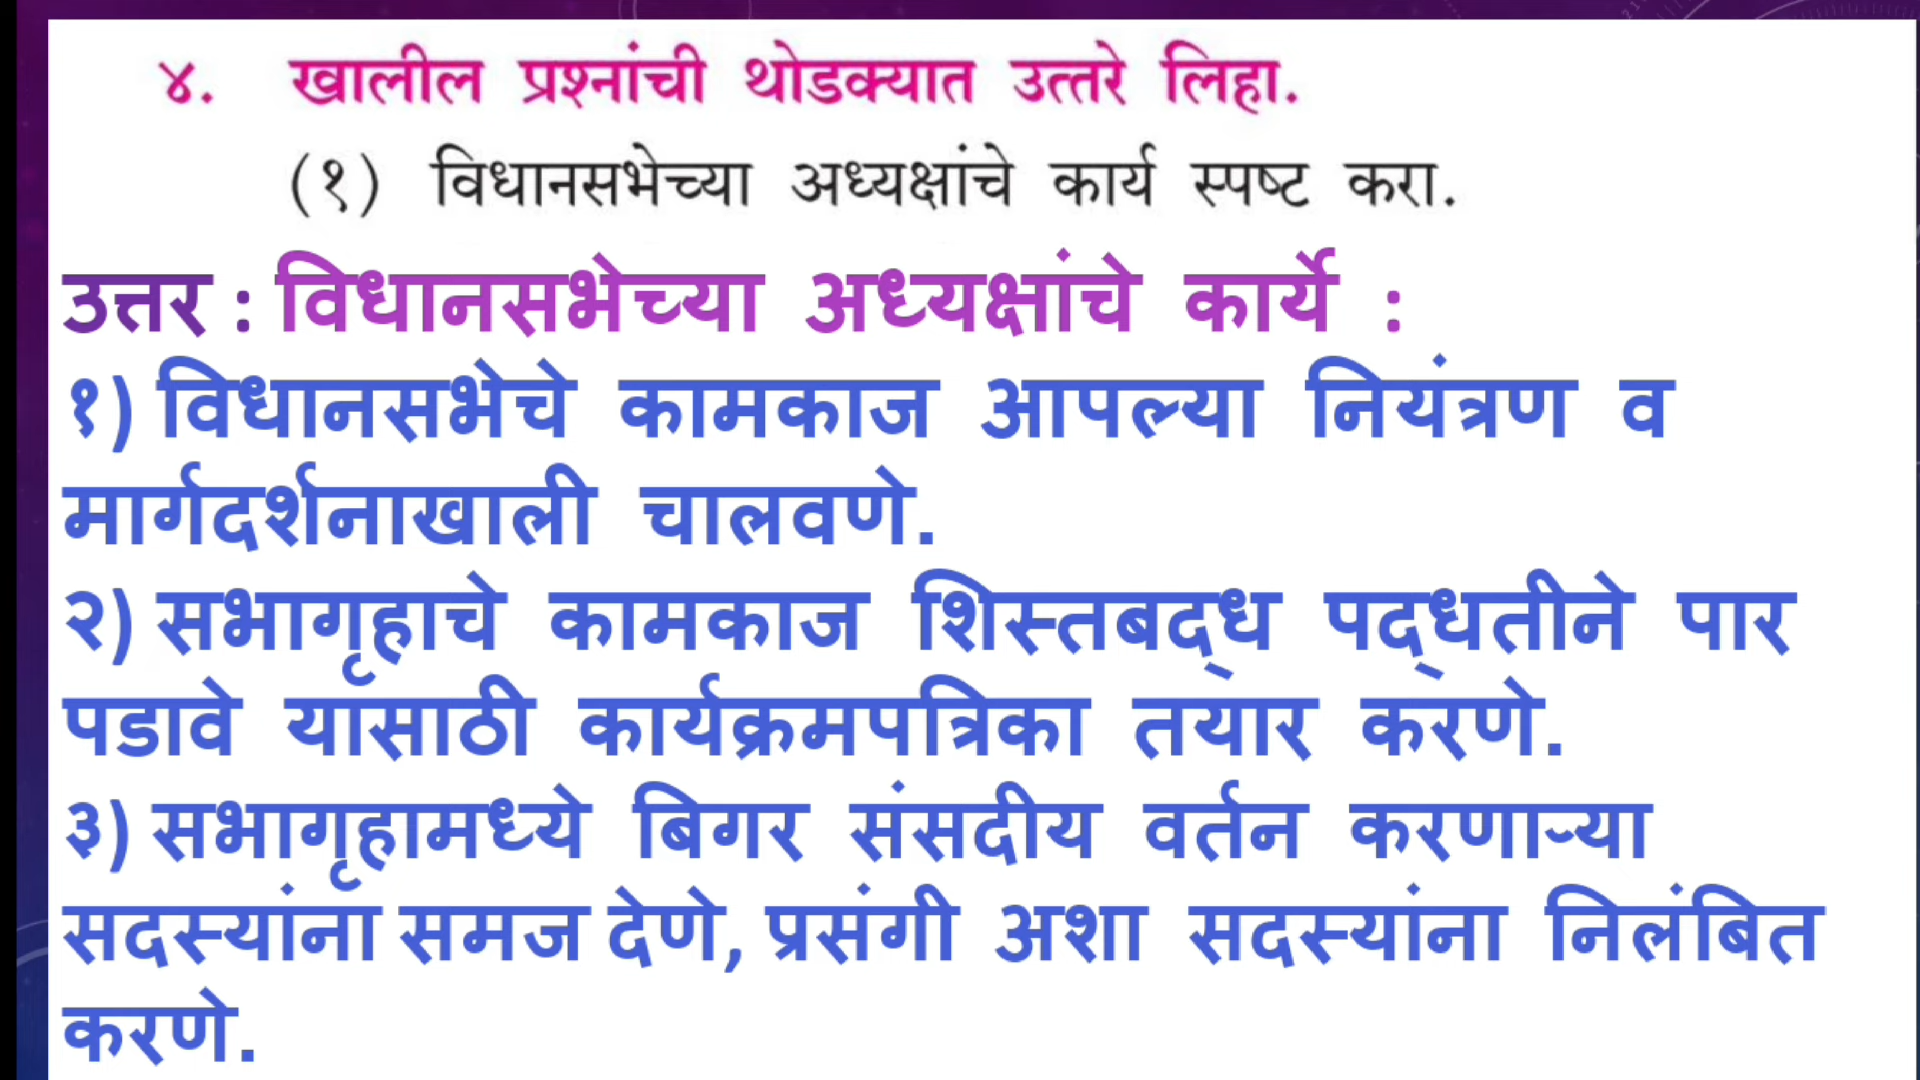 ४. खालील प्रश्नांची थोडक्यात उत्तरे लिहा.
(१) विधानसभेच्या अध्यक्षांचे कार्य स्पष्ट करा.
उत्तर : विधानसभेच्या अध्यक्षांचे कार्ये :
१) विधानसभेचे कामकाज आपल्या नियंत्रण व
मार्गदर्शनाखाली चालवणे.
२) सभागृहाचे कामकाज शिस्तबद्‌ध पद्‌धतीने पार
पडावे यासाठी कार्यक्रमपत्रिका तयार करणे.
३) सभागृहामध्ये बिगर संसदीय वर्तन करणाऱ्या
सदस्यांना समज देणे, प्रसंगी अशा सदस्यांना निलंबित
करणे.